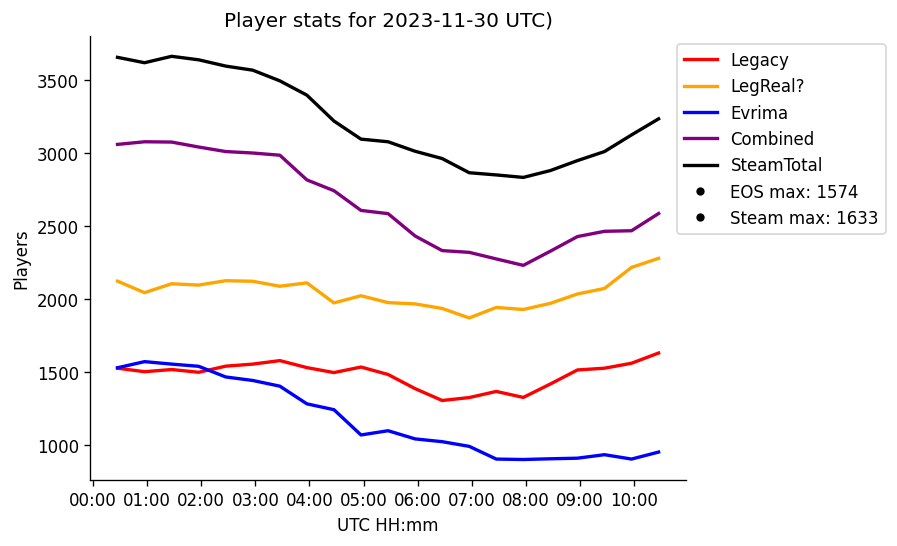 Player stats for 2023-11-30 UTC)
Players
3500
3000
2500
2000
1500
1000
00:00 01:00 02:00 03:00 04:00 05:00 06:00 07:00 08:00 09:00 10:00
UTC HH:mm
Legacy
LegReal?
Evrima
Combined
SteamTotal
EOS max: 1574
Steam max: 1633